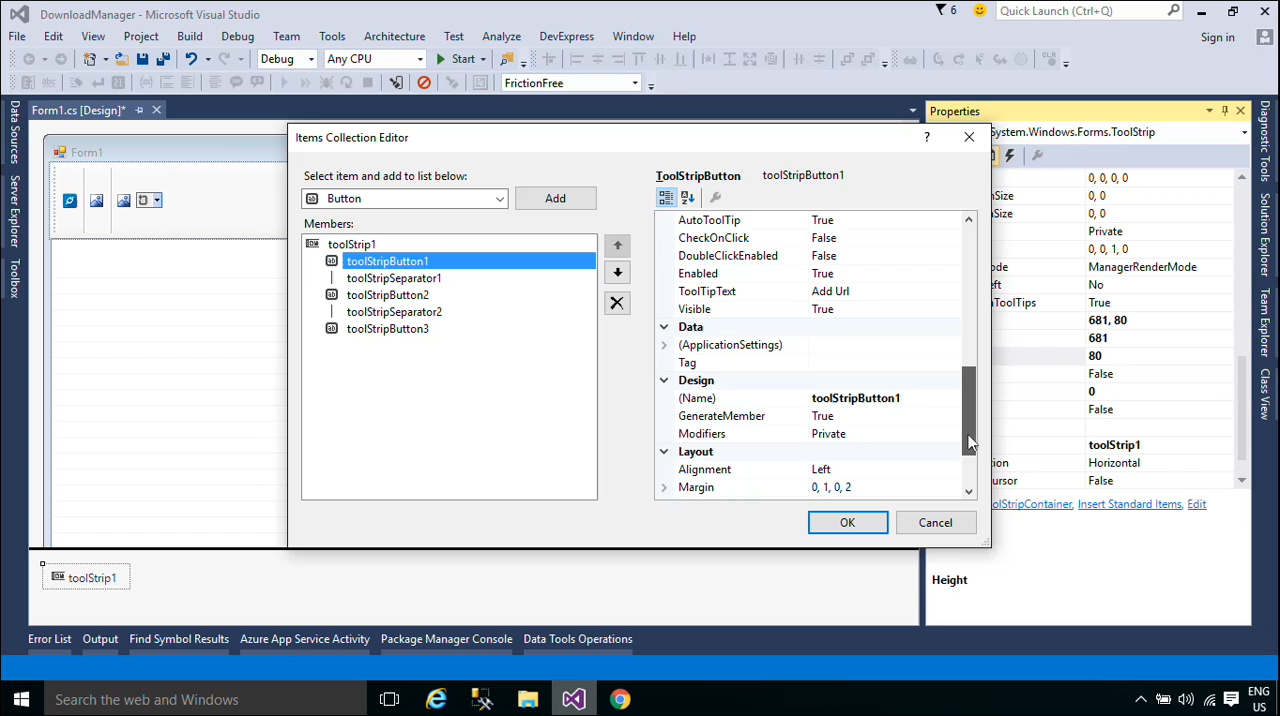 DownloadManager - Microsoft Visual Studio
6
Quick Launch (Ctrl+Q)
File Edit View Project Build Debug Team Tools Architecture Test Analyze DevExpress Window Help
Sign in
Debug Any CPU Start
FrictionFree
Data Sources
Server Explorer
Toolbox
Form1.cs [Design]*
Form1
Items Collection Editor
?
Select item and add to list below:
Button
Add
Members:
toolStrip1
toolStripButton1
toolStripSeparator1
toolStripButton2
toolStripSeparator2
toolStripButton3
ToolStripButton toolStripButton1
AutoToolTip True
CheckOnClick False
DoubleClickEnabled False
Enabled True
ToolTipText Add Url
Visible True
Data
(ApplicationSettings)
Tag
Design
(Name) toolStripButton1
GenerateMember True
Modifiers Private
Layout
Alignment Left
Margin 0, 1, 0, 2
OK
Cancel
Properties
System.Windows.Forms.ToolStrip
0, 0, 0, 0
nSize 0, 0
nSize 0, 0
Private
0, 0, 1, 0
Mode ManagerRenderMode
eft No
nToolTips True
681, 80
681
80
False
0
False
toolStrip1
tion Horizontal
ursor False
olStripContainer, Insert Standard Items, Edit
Height
Diagnostic Tools
Solution Explorer
Team Explorer
Class View
toolStrip1
Error List Output Find Symbol Results Azure App Service Activity Package Manager Console Data Tools Operations
Search the web and Windows
ENG
US